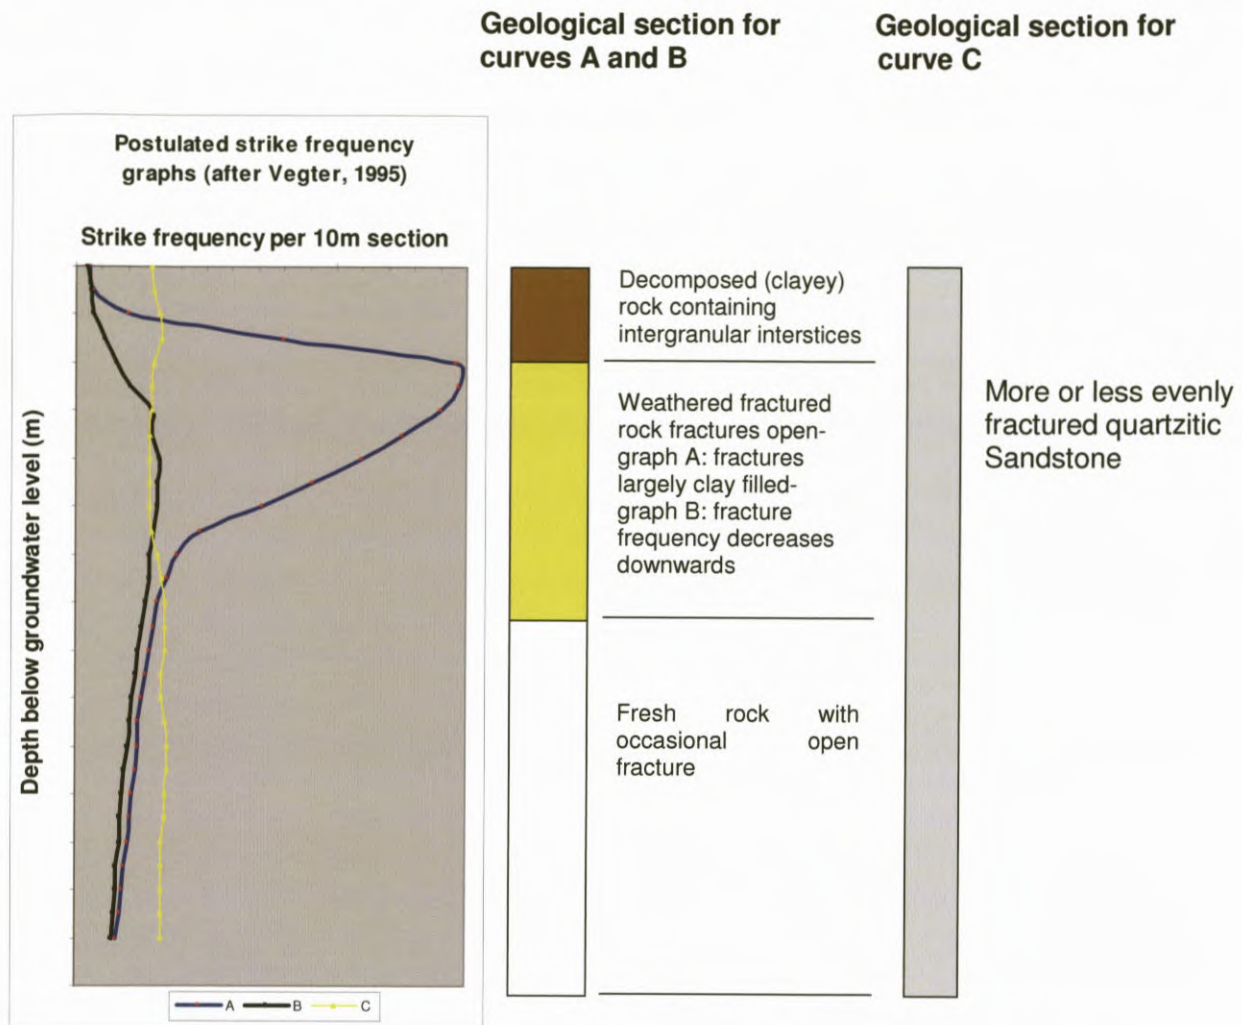 Geological section for
curves A and B
Geological section for
curve C
Postulated strike frequency
graphs (after Vegter, 1995)
Strike frequency per 10m section
Depth below groundwater level (m)
A B C
Decomposed (clayey)
rock containing
intergranular interstices
Weathered fractured
rock fractures open-
graph A: fractures
largely clay filled-
graph B: fracture
frequency decreases
downwards
Fresh rock with
occasional open
fracture
More or less evenly
fractured quartzitic
Sandstone